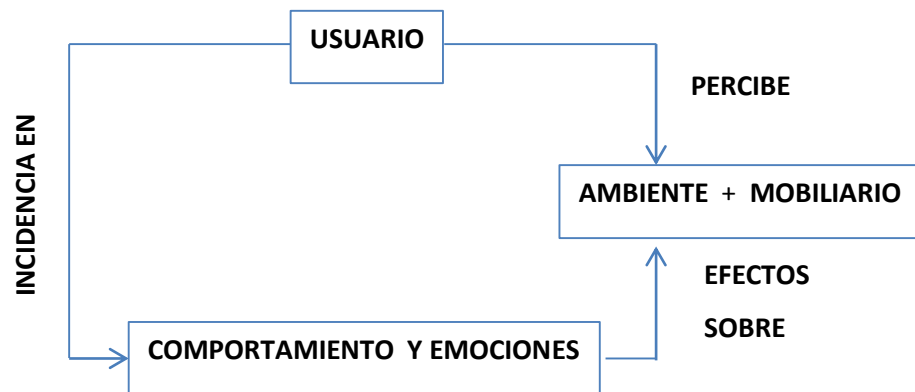 USUARIO
PERCIBE
INCIDENCIA EN
AMBIENTE + MOBILIARIO
EFECTOS
SOBRE
COMPORTAMIENTO Y EMOCIONES